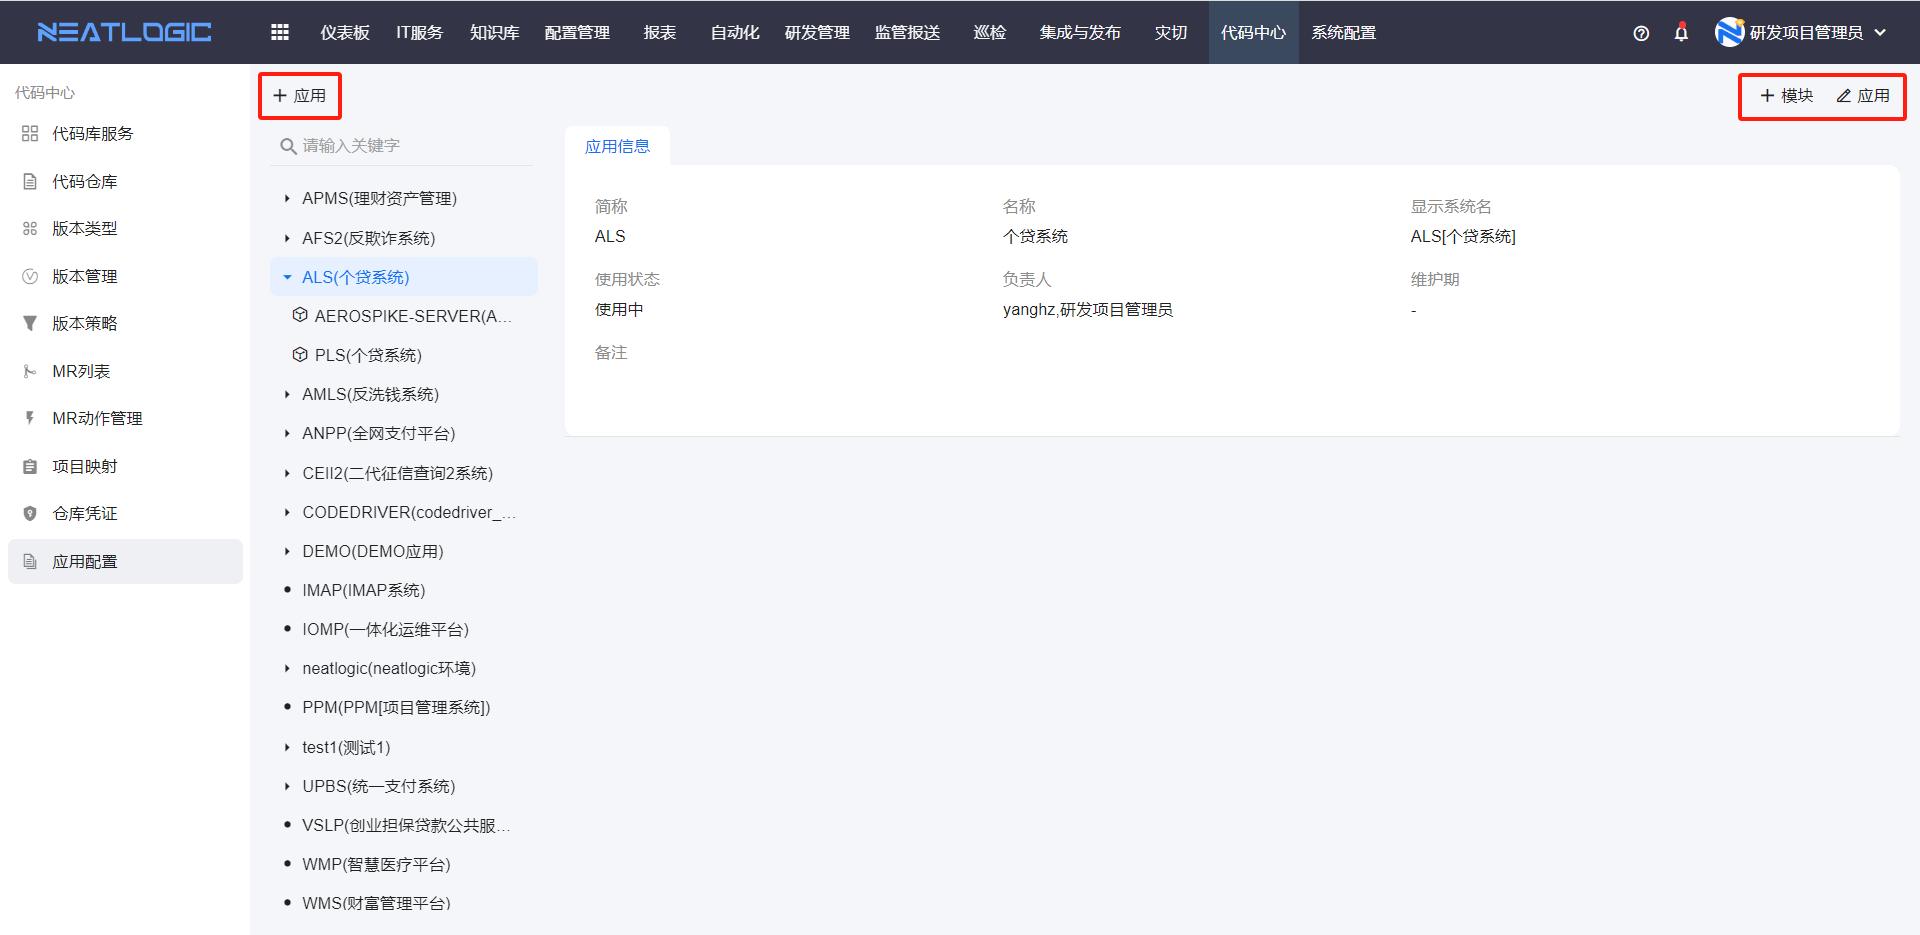 NEATLOGIC
仪表板 IT服务 知识库 配置管理 报表 自动化 研发管理 监管报送 巡检 集成与发布 灾切 代码中心 系统配置
研发项目管理员
代码中心
代码库服务
代码仓库
版本类型
版本管理
版本策略
MR列表
MR动作管理
项目映射
仓库凭证
应用配置
+ 应用
请输入关键字
APMS(理财资产管理)
AFS2(反欺诈系统)
ALS(个贷系统)
AEROSPIKE-SERVER(A...
PLS(个贷系统)
AMLS(反洗钱系统)
ANPP(全网支付平台)
CEII2(二代征信查询2系统)
CODEDRIVER(codedriver_...
DEMO(DEMO应用)
IMAP(IMAP系统)
IOMP(一体化运维平台)
neatlogic(neatlogic环境)
PPM(PPM[项目管理系统])
test1(测试1)
UPBS(统一支付系统)
VSLP(创业担保贷款公共服...
WMP(智慧医疗平台)
WMS(财富管理平台)
+ 模块 应用
应用信息
简称 名称 显示系统名
ALS 个贷系统 ALS[个贷系统]
使用状态 负责人 维护期
使用中 yanghz,研发项目管理员 -
备注